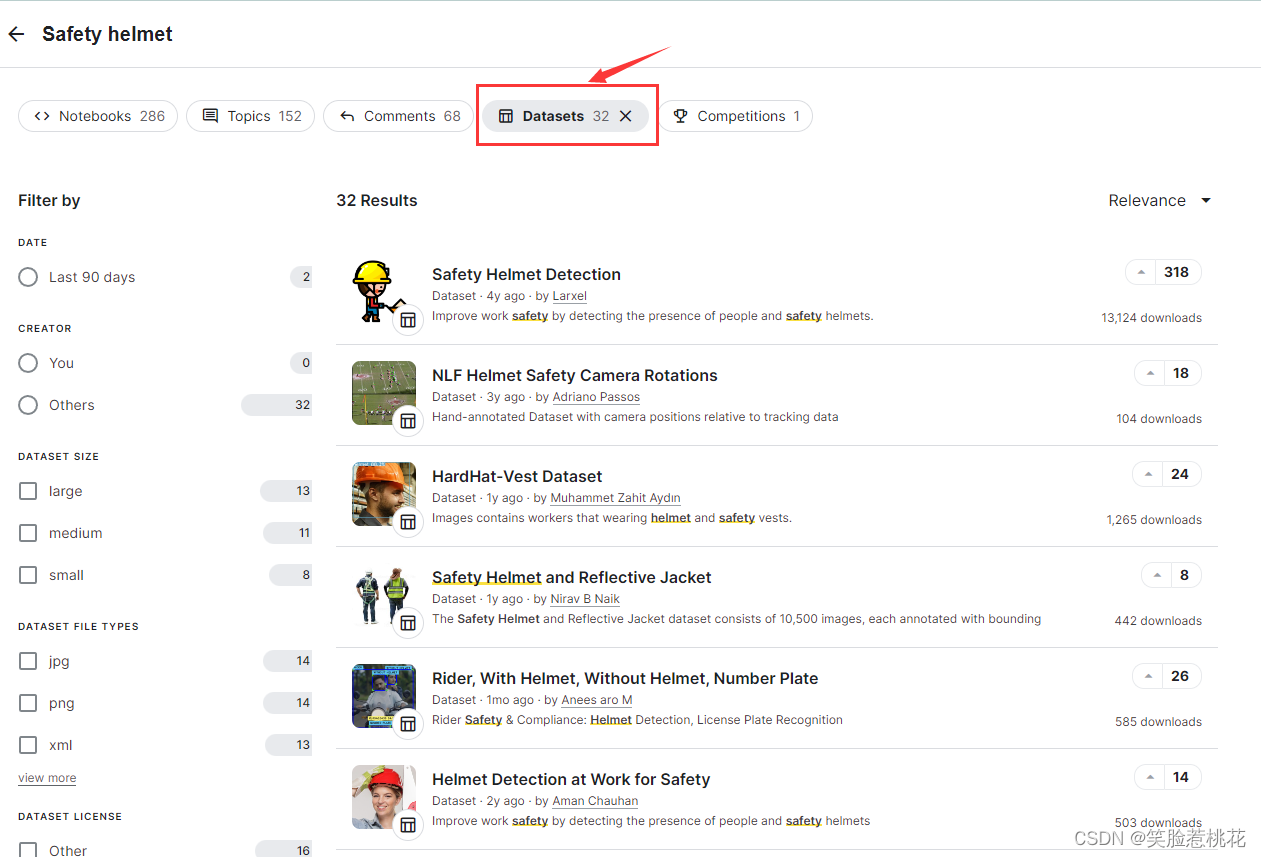 Safety helmet
Notebooks 286
Topics 152
Comments 68
Datasets 32
Competitions 1
Filter by
32 Results
Relevance
DATE
Last 90 days 2
CREATOR
You 0
Others 32
DATASET SIZE
large 13
medium 11
small 8
DATASET FILE TYPES
jpg 14
png 14
xml 13
view more
DATASET LICENSE
Other 16
Safety Helmet Detection
318
Dataset · 4y ago · by Larxel
Improve work safety by detecting the presence of people and safety helmets.
13,124 downloads
NLF Helmet Safety Camera Rotations
18
Dataset · 3y ago · by Adriano Passos
Hand-annotated Dataset with camera positions relative to tracking data
104 downloads
HardHat-Vest Dataset
24
Dataset · 1y ago · by Muhammet Zahit Aydın
Images contains workers that wearing helmet and safety vests.
1,265 downloads
Safety Helmet and Reflective Jacket
8
Dataset · 1y ago · by Nirav B Naik
The Safety Helmet and Reflective Jacket dataset consists of 10,500 images, each annotated with bounding
442 downloads
Rider, With Helmet, Without Helmet, Number Plate
26
Dataset · 1mo ago · by Anees aro M
Rider Safety & Compliance: Helmet Detection, License Plate Recognition
585 downloads
Helmet Detection at Work for Safety
14
Dataset · 2y ago · by Aman Chauhan
Improve work safety by detecting the presence of people and safety helmets
503 downloads
CSDN @笑脸惹桃花